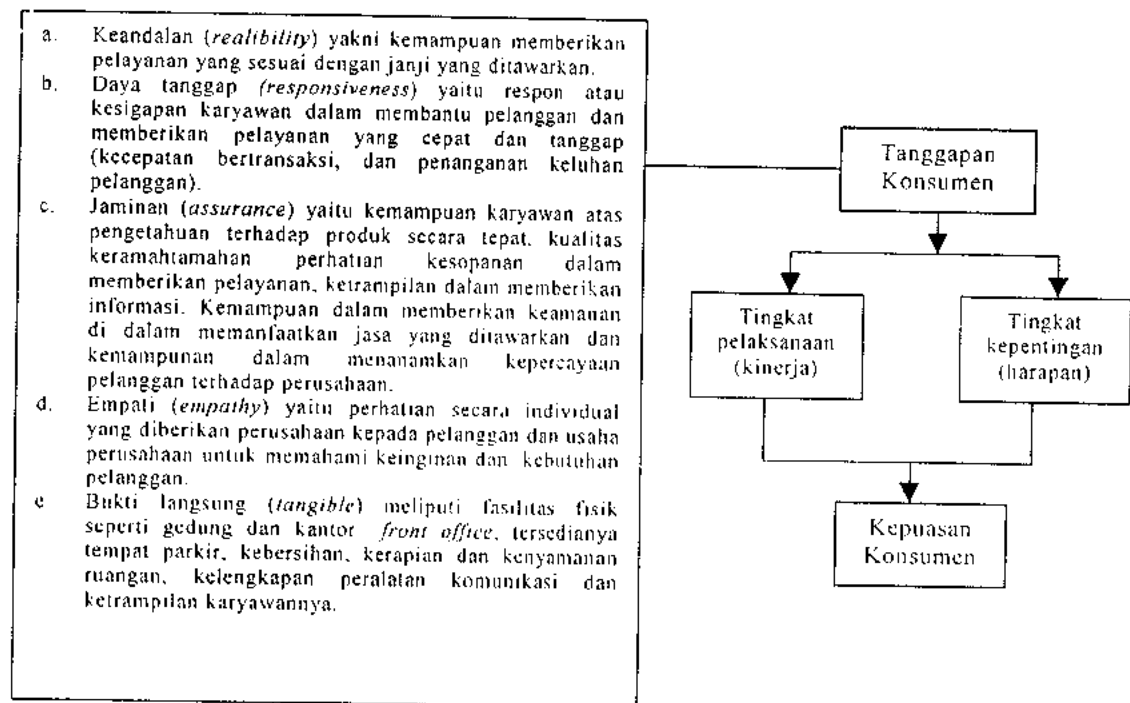 a. Keandalan (realibility) yakni kemampuan memberikan
pelayanan yang sesuai dengan janji yang ditawarkan.
b. Daya tanggap (responsiveness) yaitu respon atau
kesigapan karyawan dalam membantu pelanggan dan
memberikan pelayanan yang cepat dan tanggap
(kecepatan bertransaksi, dan penanganan keluhan
pelanggan).
c. Jaminan (assurance) yaitu kemampuan karyawan atas
pengetahuan terhadap produk secara tepat, kualitas
keramahtamahan perhatian kesopanan dalam
memberikan pelayanan, ketrampilan dalam memberikan
informasi. Kemampuan dalam memberikan keamanan
di dalam memanfaatkan jasa yang ditawarkan dan
kemampunan dalam menanamkan kepercayaan
pelanggan terhadap perusahaan.
d. Empati (empathy) yaitu perhatian secara individual
yang diberikan perusahaan kepada pelanggan dan usaha
perusahaan untuk memahami keinginan dan kebutuhan
pelanggan.
e Bukti langsung (tangible) meliputi fasilitas fisik
seperti gedung dan kantor front office, tersedianya
tempat parkir, kebersihan, kerapian dan kenyamanan
ruangan, kelengkapan peralatan komunikasi dan
ketrampilan karyawannya.
Tanggapan
Konsumen
Tingkat
pelaksanaan
(kinerja)
Tingkat
kepentingan
(harapan)
Kepuasan
Konsumen